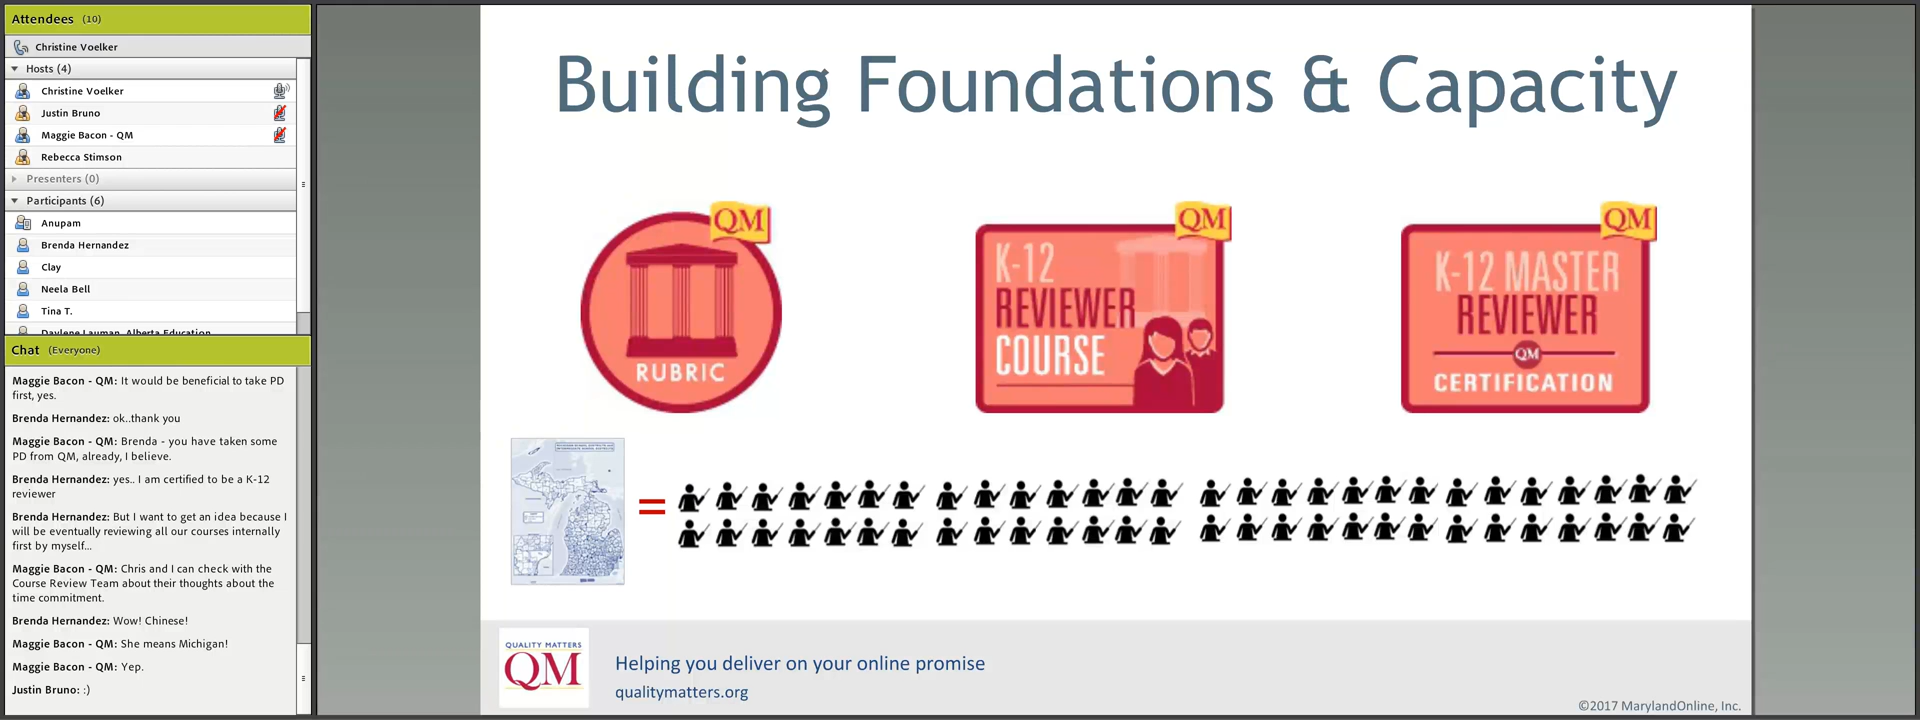 Attendees (10)
Christine Voelker
Hosts (4)
Christine Voelker
Justin Bruno
Maggie Bacon - QM
Rebecca Stimson
Presenters (0)
Participants (6)
Anupam
Brenda Hernandez
Clay
Neela Bell
Tina T.
Daylene Lauman, Alberta Education
Chat (Everyone)
Maggie Bacon - QM: It would be beneficial to take PD
first, yes.
Brenda Hernandez: ok..thank you
Maggie Bacon - QM: Brenda - you have taken some
PD from QM, already, I believe.
Brenda Hernandez: yes.. I am certified to be a K-12
reviewer
Brenda Hernandez: But I want to get an idea because I
will be eventually reviewing all our courses internally
first by myself...
Maggie Bacon - QM: Chris and I can check with the
Course Review Team about their thoughts about the
time commitment.
Brenda Hernandez: Wow! Chinese!
Maggie Bacon - QM: She means Michigan!
Maggie Bacon - QM: Yep.
Justin Bruno: :)
Building Foundations & Capacity
QM
RUBRIC
QM
K-12
REVIEWER
COURSE
QM
K-12 MASTER
REVIEWER
QM
CERTIFICATION
=
QUALITY MATTERS
QM
Helping you deliver on your online promise
qualitymatters.org
©2017 MarylandOnline, Inc.